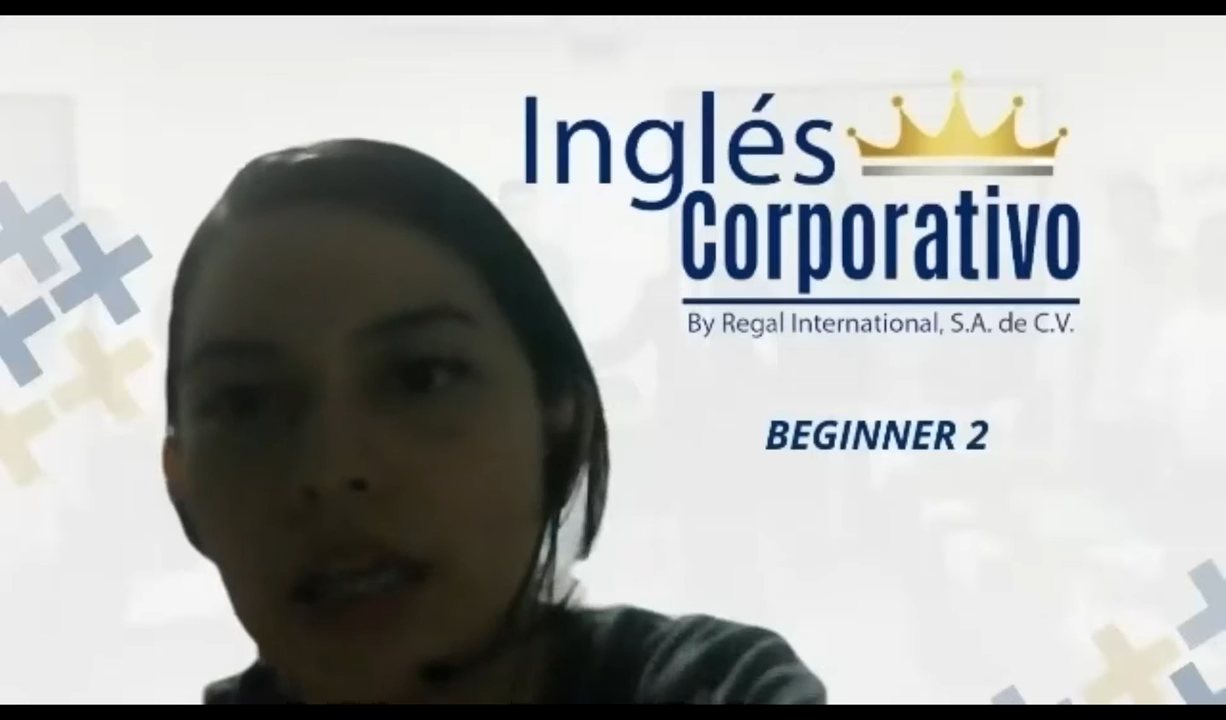 Inglés
Corporativo
By Regal International, S.A. de C.V.
BEGINNER 2